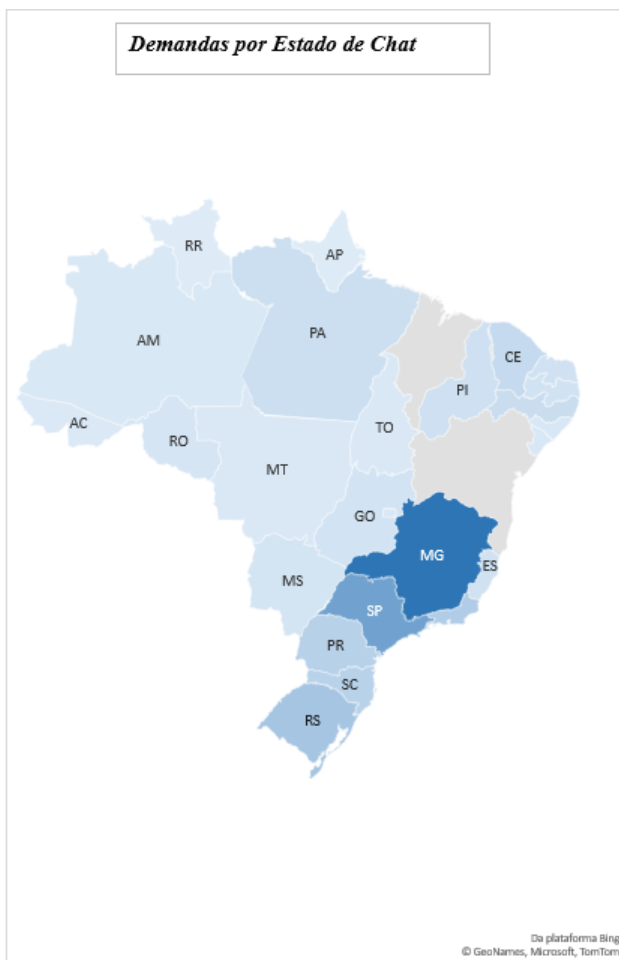 Demandas por Estado de Chat
RR
AP
AM
PA
CE
PI
AC
RO
TO
MT
GO
MG
ES
MS
SP
PR
SC
RS
Da plataforma Bing
© GeoNames, Microsoft, TomTom